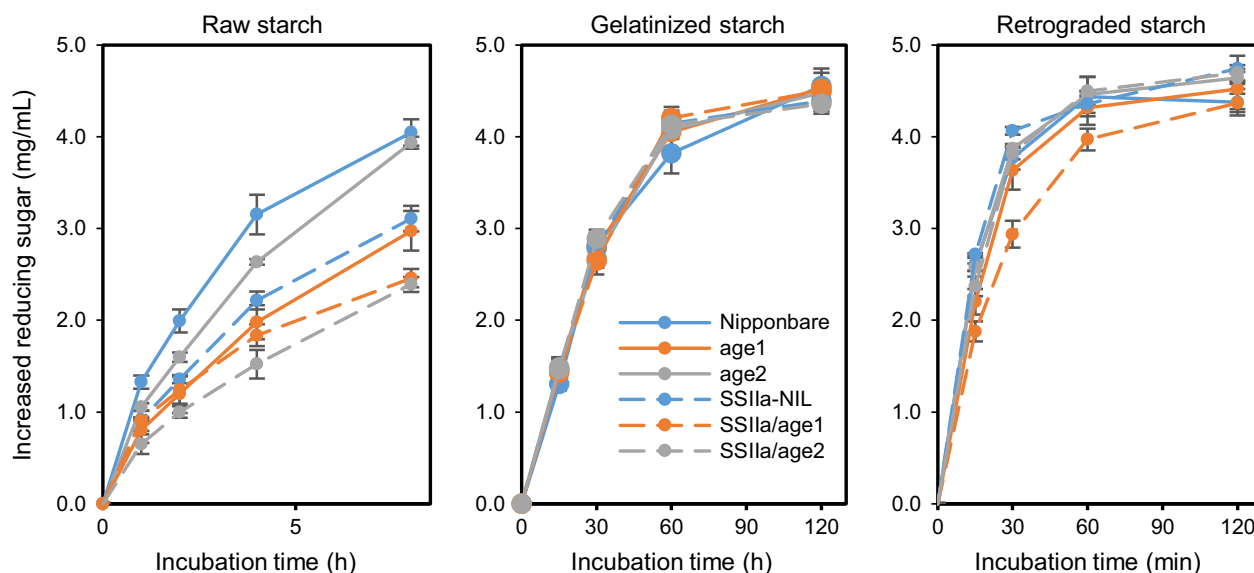 Raw starch
Gelatinized starch
Retrograded starch
Increased reducing sugar (mg/mL)
5.0
4.0
3.0
2.0
1.0
0.0
0
5
Incubation time (h)
5.0
4.0
3.0
2.0
1.0
0.0
0
30
60
90
120
Incubation time (h)
Nipponbare
age1
age2
SSIIa-NIL
SSIIa/age1
SSIIa/age2
5.0
4.0
3.0
2.0
1.0
0.0
0
30
60
90
120
Incubation time (min)